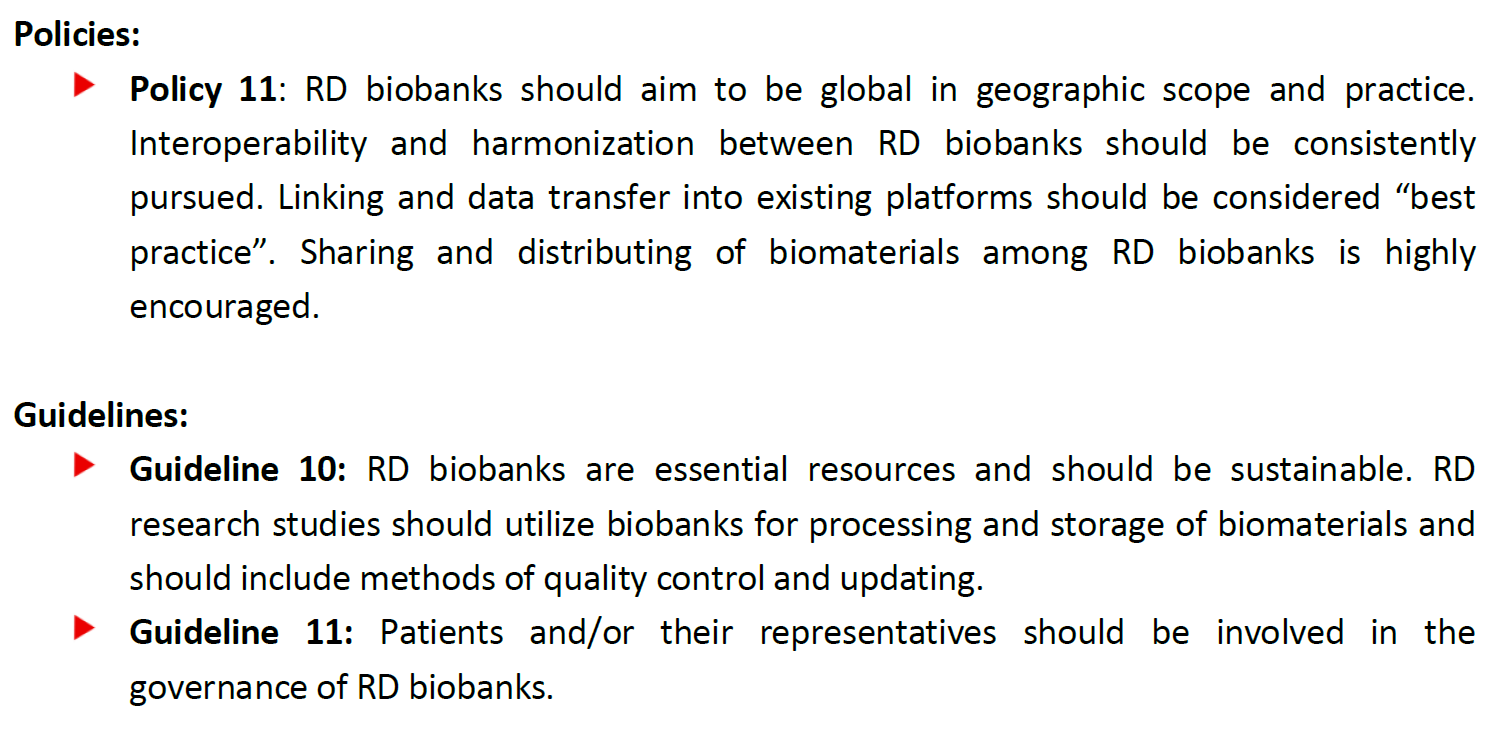 Policies:
Policy 11: RD biobanks should aim to be global in geographic scope and practice.
Interoperability and harmonization between RD biobanks should be consistently
pursued. Linking and data transfer into existing platforms should be considered “best
practice”. Sharing and distributing of biomaterials among RD biobanks is highly
encouraged.
Guidelines:
Guideline 10: RD biobanks are essential resources and should be sustainable. RD
research studies should utilize biobanks for processing and storage of biomaterials and
should include methods of quality control and updating.
Guideline 11: Patients and/or their representatives should be involved in the
governance of RD biobanks.